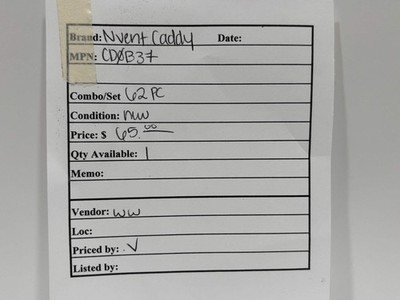 Brand: Nvent Caddy Date:
MPN: CDØB37
Combo/Set 62 PC
Condition: new
Price: $ 65.00
Qty Available: 1
Memo:
Vendor: WW
Loc:
Priced by: V
Listed by: